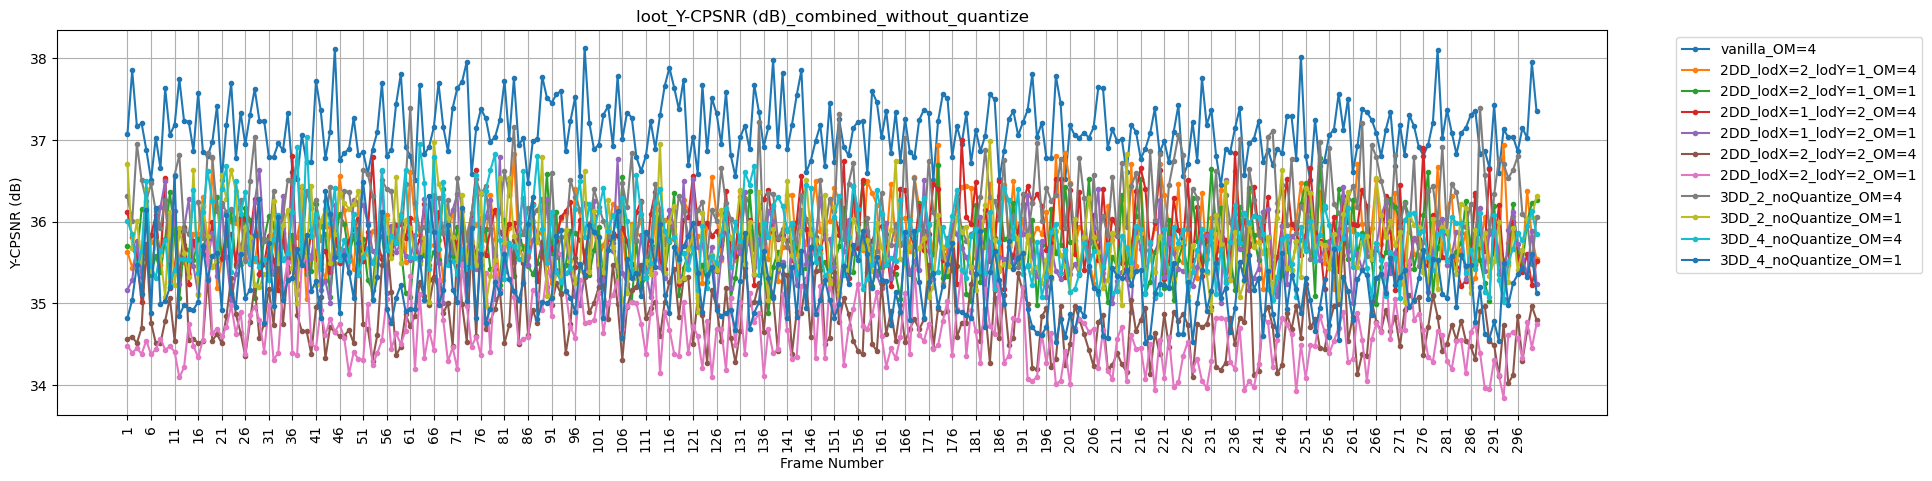 loot_Y-CPSNR (dB)_combined_without_quantize
Y-CPSNR (dB)
38
37
36
35
34
1 6 11 16 21 26 31 36 41 46 51 56 61 66 71 76 81 86 91 96 101 106 111 116 121 126 131 136 141 146 151 156 161 166 171 176 181 186 191 196 201 206 211 216 221 226 231 236 241 246 251 256 261 266 271 276 281 286 291 296
Frame Number
vanilla_OM=4
2DD_lodX=2_lodY=1_OM=4
2DD_lodX=2_lodY=1_OM=1
2DD_lodX=1_lodY=2_OM=4
2DD_lodX=1_lodY=2_OM=1
2DD_lodX=2_lodY=2_OM=4
2DD_lodX=2_lodY=2_OM=1
3DD_2_noQuantize_OM=4
3DD_2_noQuantize_OM=1
3DD_4_noQuantize_OM=4
3DD_4_noQuantize_OM=1